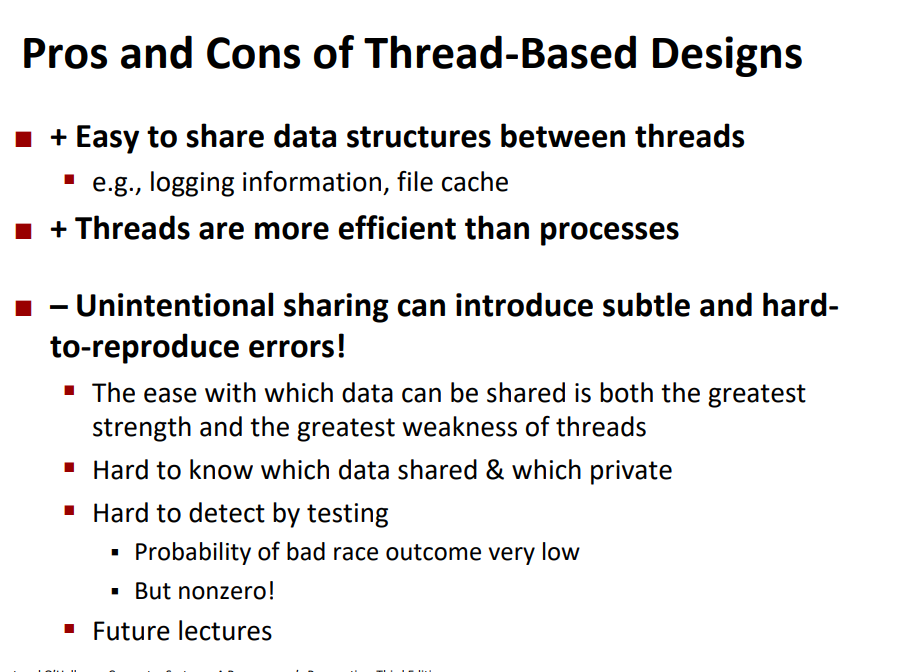 Pros and Cons of Thread-Based Designs
+ Easy to share data structures between threads
e.g., logging information, file cache
+ Threads are more efficient than processes
– Unintentional sharing can introduce subtle and hard-
to-reproduce errors!
The ease with which data can be shared is both the greatest
strength and the greatest weakness of threads
Hard to know which data shared & which private
Hard to detect by testing
Probability of bad race outcome very low
But nonzero!
Future lectures